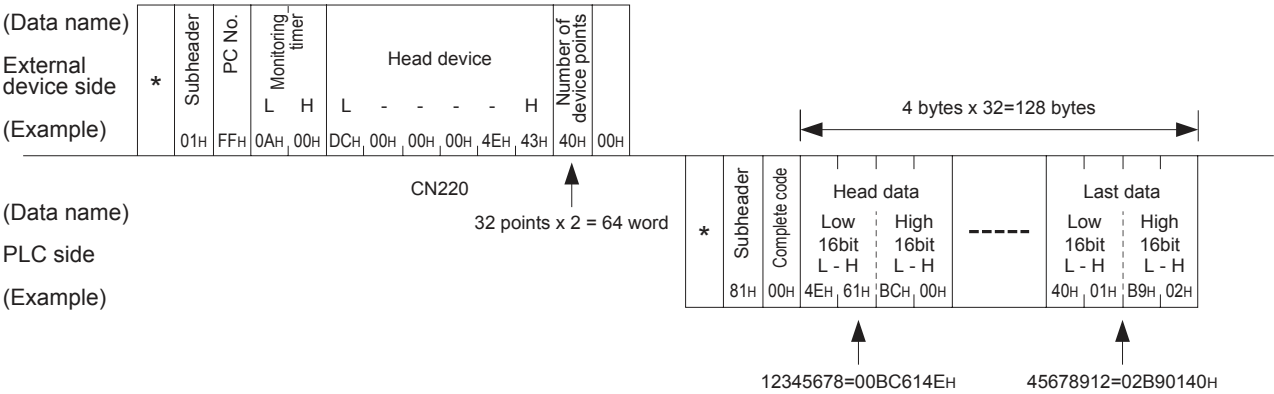 (Data name)
External
device side
(Example)
*
Subheader
01H
PC No.
FFH
Monitoring
timer
L H
0AH 00H
Head device
L - - - - H
DCH 00H 00H 00H 4EH 43H
Number of
device points
40H
00H
CN220
32 points x 2 = 64 word
4 bytes x 32=128 bytes
(Data name)
PLC side
(Example)
*
Subheader
81H
Complete code
00H
Head data
Low High
16bit 16bit
L - H L - H
4EH 61H BCH 00H
-----
Last data
Low High
16bit 16bit
L - H L - H
40H 01H B9H 02H
12345678=00BC614EH
45678912=02B90140H